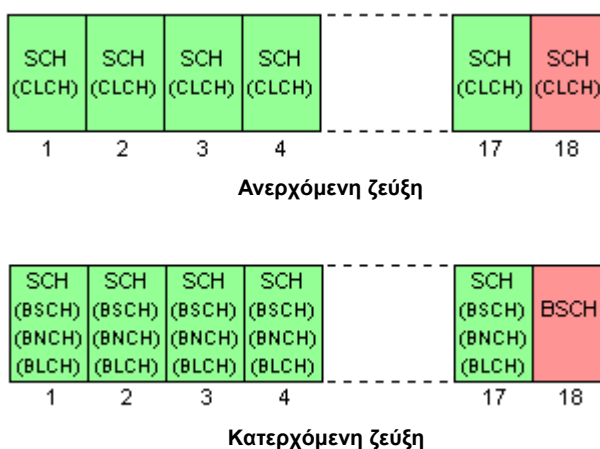 SCH SCH SCH SCH SCH SCH
(CLCH) (CLCH) (CLCH) (CLCH) (CLCH) (CLCH)
1 2 3 4 17 18
Ανερχόμενη ζεύξη
SCH SCH SCH SCH SCH
(BSCH) (BSCH) (BSCH) (BSCH) (BSCH) BSCH
(BNCH) (BNCH) (BNCH) (BNCH) (BNCH)
(BLCH) (BLCH) (BLCH) (BLCH) (BLCH)
1 2 3 4 17 18
Κατερχόμενη ζεύξη